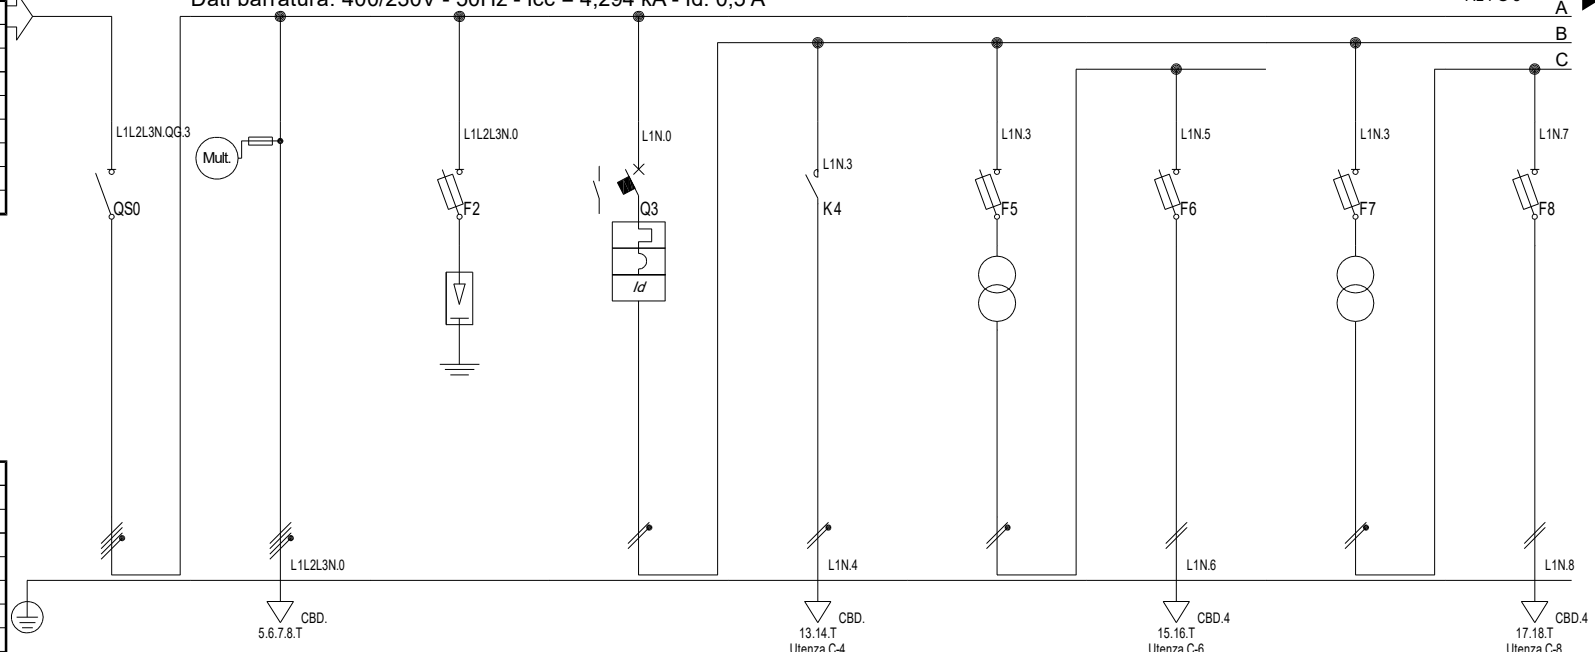 Dati barratura: 400/230V - 50Hz - Icc = 4,294 kA - Id: 0,5 A
A
B
C
L1L2L3N.QG.3
Mult.
L1L2L3N.0
L1N.0
L1N.3
L1N.3
L1N.5
L1N.3
L1N.7
QS0
F2
Q3
K4
F5
F6
F7
F8
Id
L1L2L3N.0
L1N.4
L1N.6
L1N.8
CBD.
CBD.
CBD.4
CBD.4
5.6.7.8.T
13.14.T
15.16.T
17.18.T
Utenza C-4
Utenza C-6
Utenza C-8